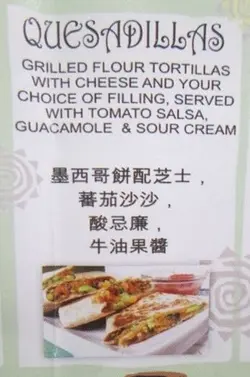 QUESADILLAS
GRILLED FLOUR TORTILLAS
WITH CHEESE AND YOUR
CHOICE OF FILLING, SERVED
WITH TOMATO SALSA,
GUACAMOLE & SOUR CREAM
墨西哥餅配芝士，
蕃茄沙沙，
酸忌廉，
牛油果醬